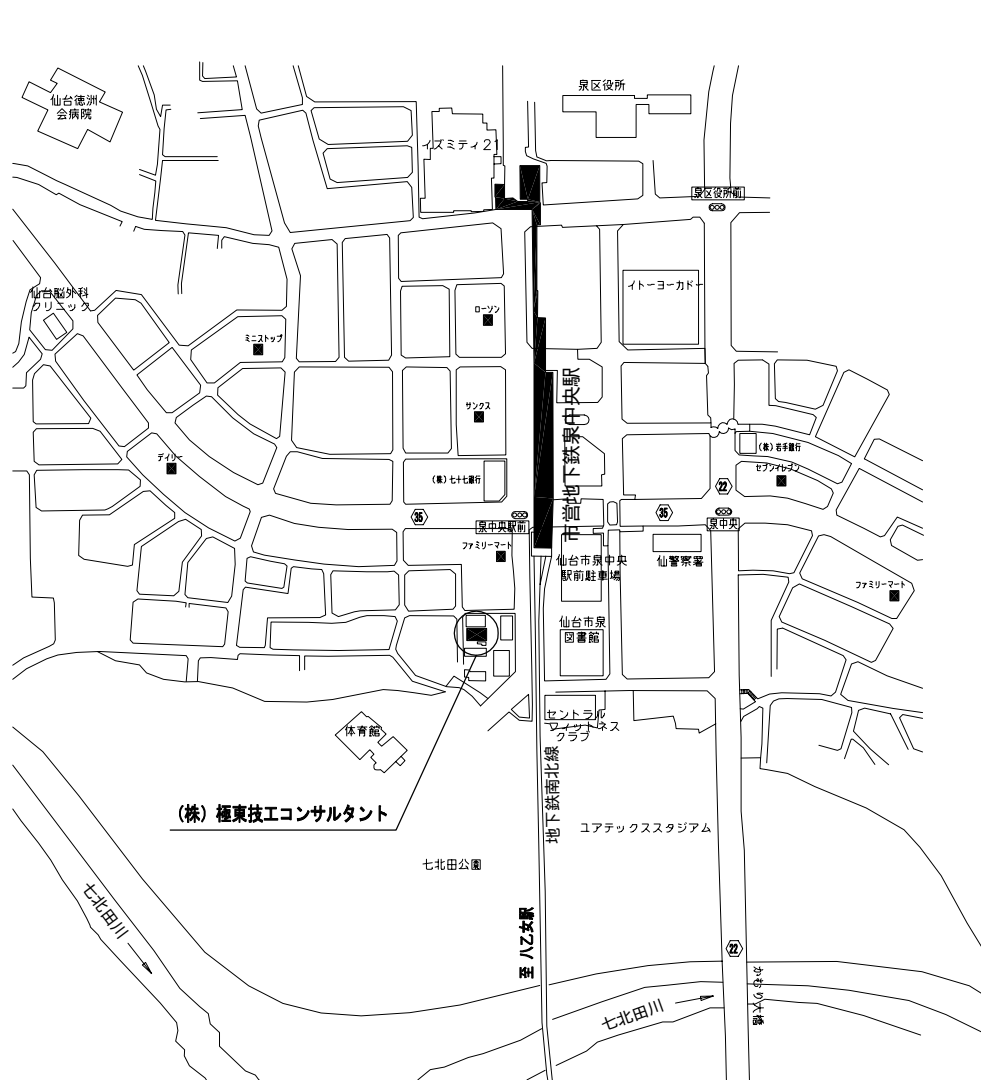 泉区役所
仙台徳洲
会病院
イズミティ21
泉区役所前
イトーヨーカドー
仙台脳外科
クリニック
ローソン
ミニストップ
市営地下鉄泉中央駅
サンクス
(株)岩手銀行
デイリー
セブンイレブン
(株)七十七銀行
22
35
35
泉中央駅前
泉中央
ファミリーマート
仙台市泉中央
駅前駐車場
仙警察署
ファミリーマート
仙台市泉
図書館
P
セントラル
フィットネス
クラブ
体育館
地下鉄南北線
(株)極東技工コンサルタント
ユアテックススタジアム
七北田公園
七北田川
至 八乙女駅
22
かむり大橋
七北田川